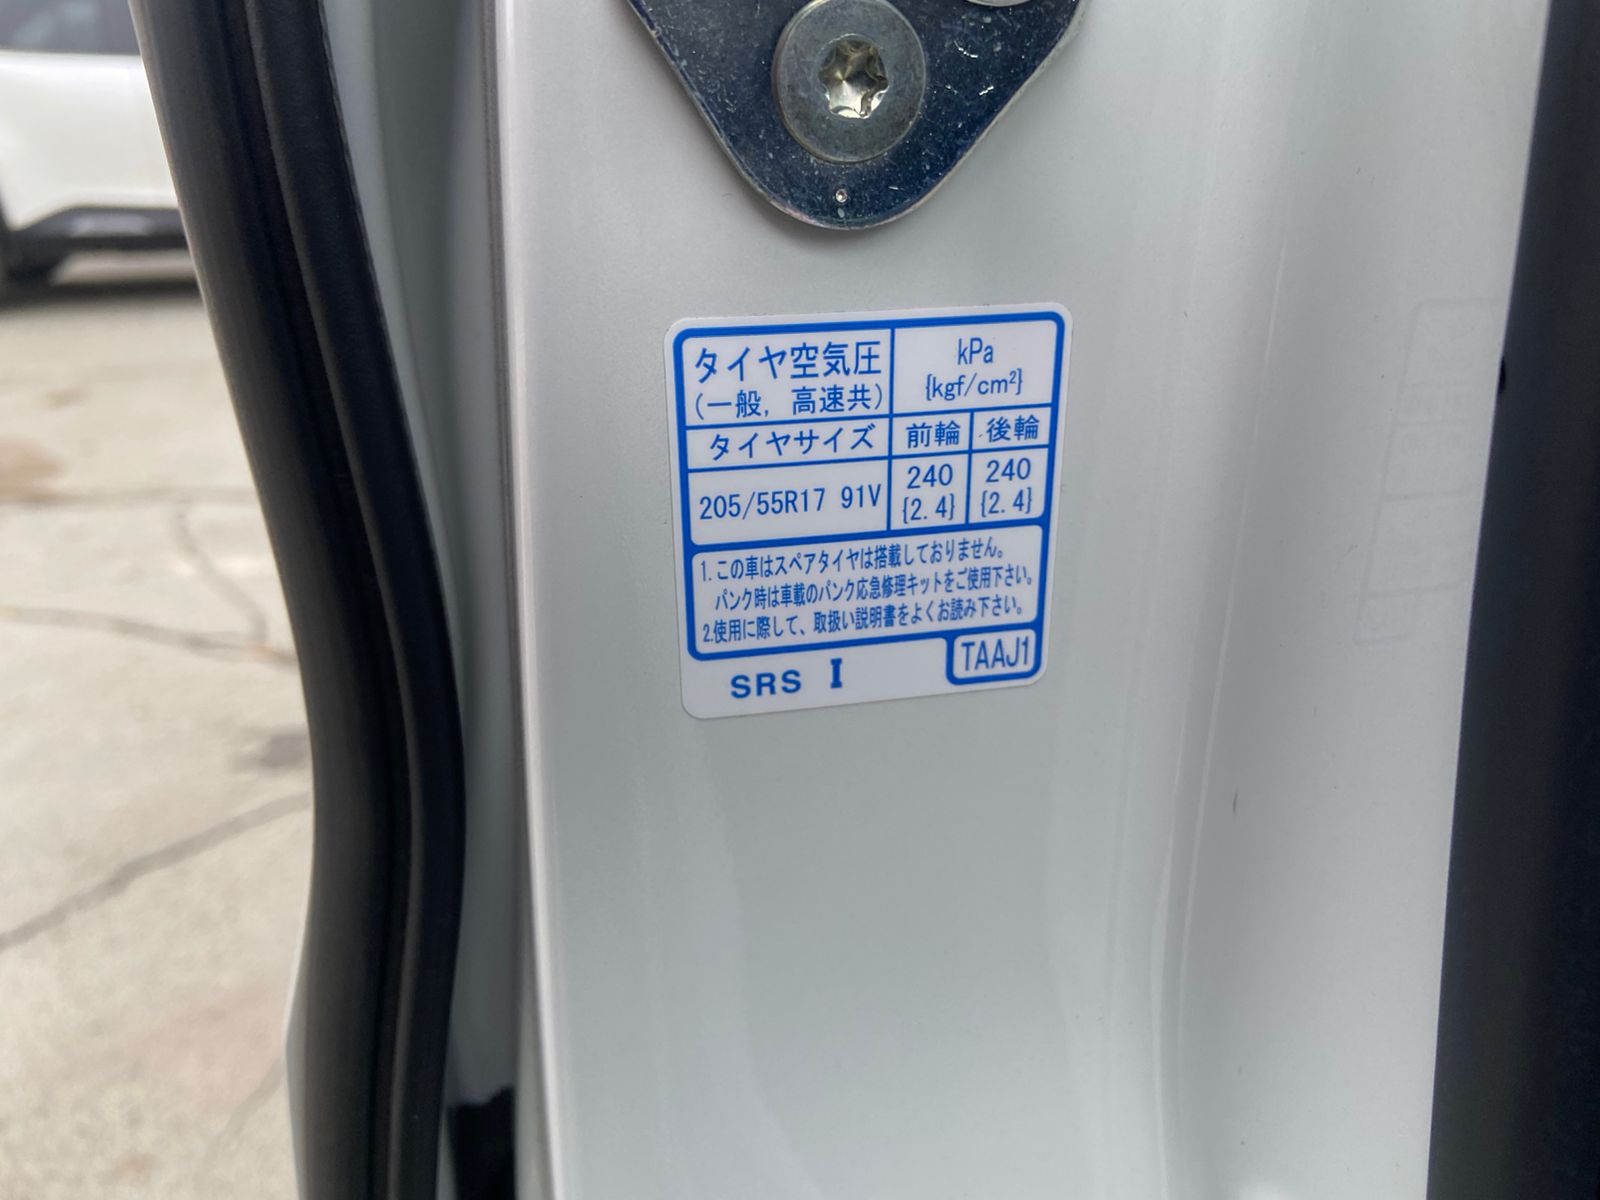 タイヤ空気圧
(一般, 高速共)
kPa
{kgf/cm²}
タイヤサイズ 前輪 後輪
205/55R17 91V 240 {2.4} 240 {2.4}
1. この車はスペアタイヤは搭載しておりません。
パンク時は車載のパンク応急修理キットをご使用下さい。
2.使用に際して、取扱い説明書をよくお読み下さい。
SRS I
TAAJ1